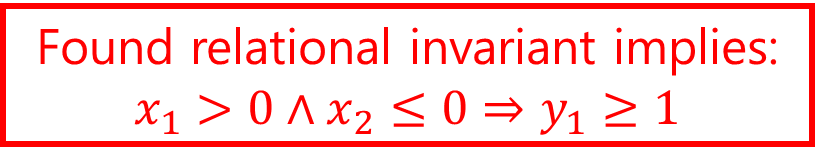 Found relational invariant implies:
𝑥₁ > 0 ∧ 𝑥₂ ≤ 0 ⇒ 𝑦₁ ≥ 1